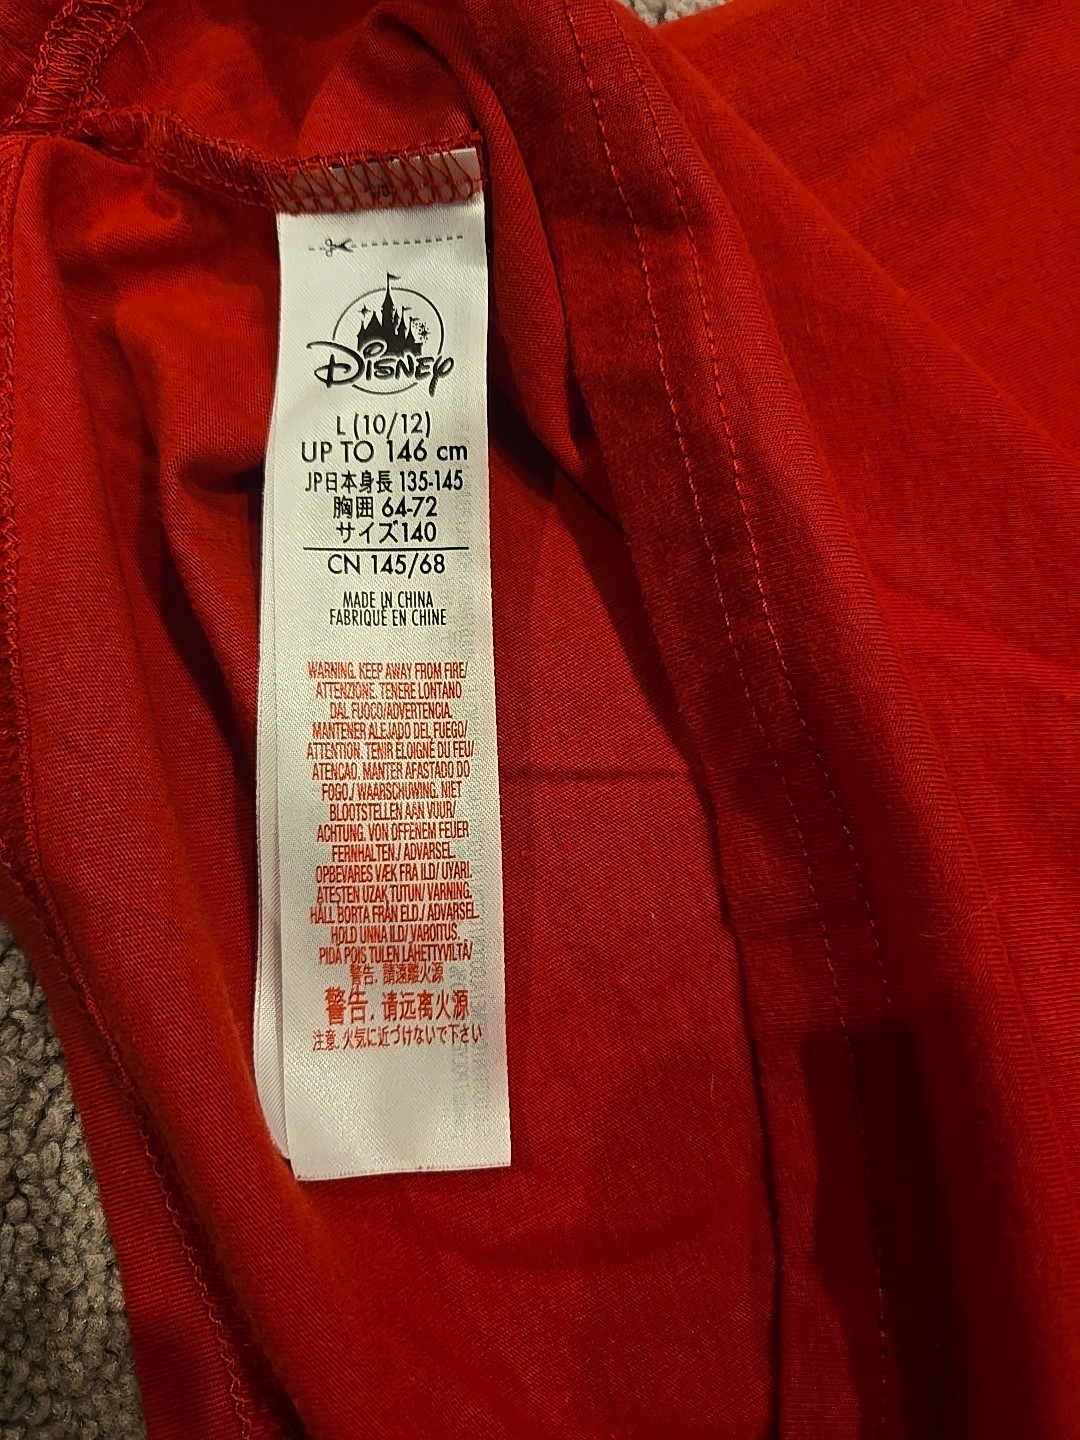 Disney
L (10/12)
UP TO 146 cm
JP日本身長 135-145
胸囲 64-72
サイズ140
CN 145/68
MADE IN CHINA
FABRIQUÉ EN CHINE
WARNING. KEEP AWAY FROM FIRE/
ATTENZIONE. TENERE LONTANO
DAL FUOCO/ADVERTENCIA.
MANTENER ALEJADO DEL FUEGO/
ATTENTION. TENIR ELOIGNÉ DU FEU/
ATENCAO. MANTER AFASTADO DO
FOGO./ WAARSCHUWING. NIET
BLOOTSTELLEN AAN VUUR/
ACHTUNG. VON OFFENEM FEUER
FERNHALTEN./ ADVARSEL.
OPBEVARES VÆK FRA ILD/ UYARI.
ATESTEN UZAK TUTUN/ VARNING.
HÅLL BORTA FRÅN ELD./ ADVARSEL.
HOLD UNNA ILD/ VAROITUS.
PIDÄ POIS TULEN LÄHETTYVILTÄ/
警告. 請遠離火源
警告. 请远离火源
注意. 火気に近づけないで下さい